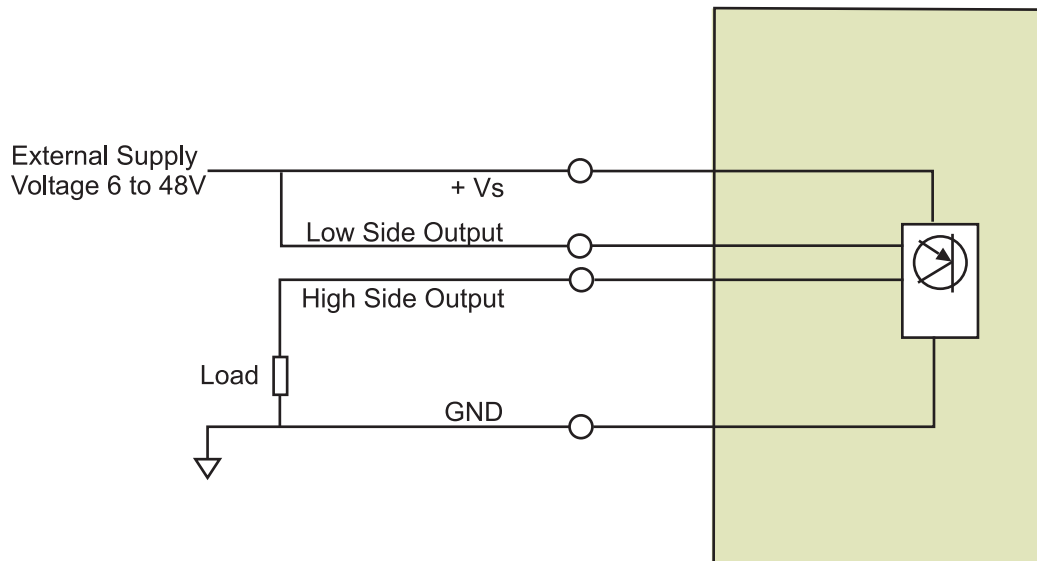 External Supply
Voltage 6 to 48V
+ Vs
Low Side Output
High Side Output
Load
GND